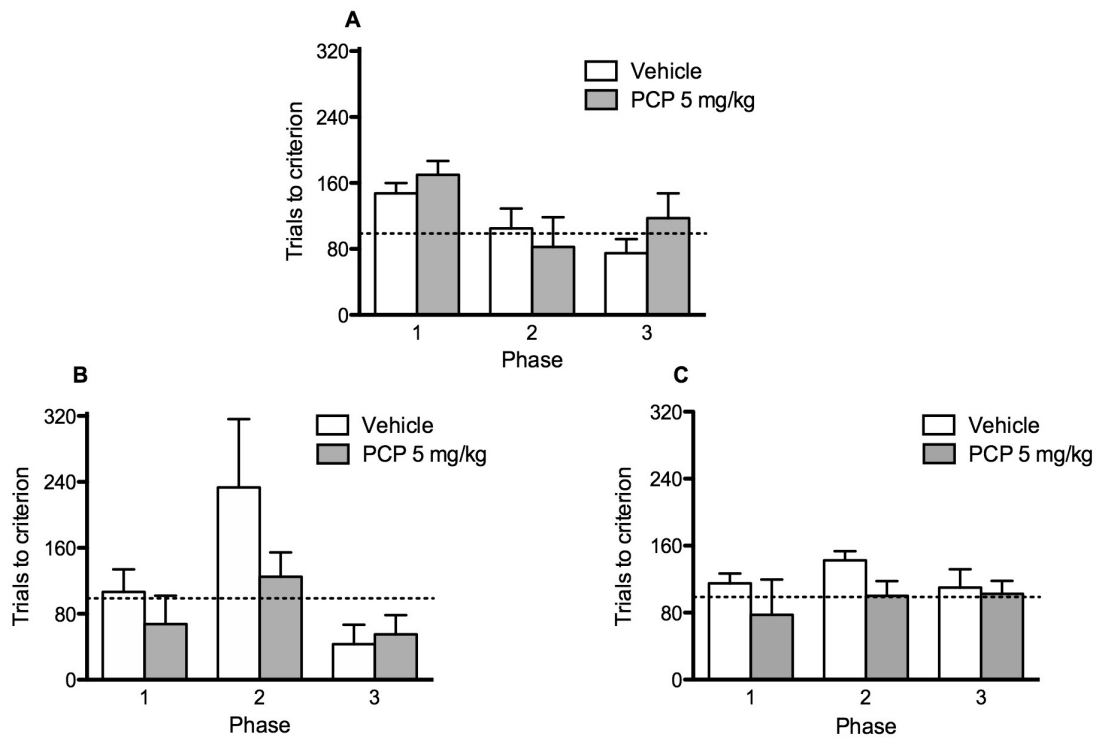 A
320
240
160
80
0
Trials to criterion
Vehicle
PCP 5 mg/kg
1 2 3
Phase
B
320
240
160
80
0
Trials to criterion
Vehicle
PCP 5 mg/kg
1 2 3
Phase
C
320
240
160
80
0
Trials to criterion
Vehicle
PCP 5 mg/kg
1 2 3
Phase